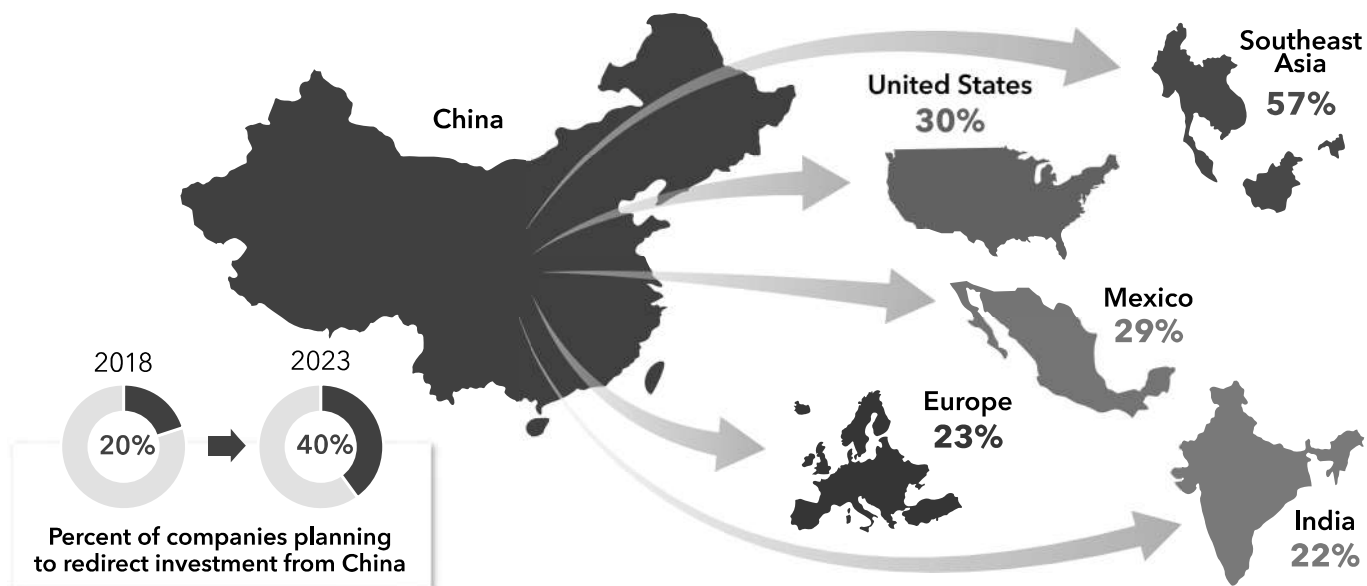 China
United States
30%
Southeast
Asia
57%
Mexico
29%
Europe
23%
India
22%
2018
2023
20%
40%
Percent of companies planning
to redirect investment from China